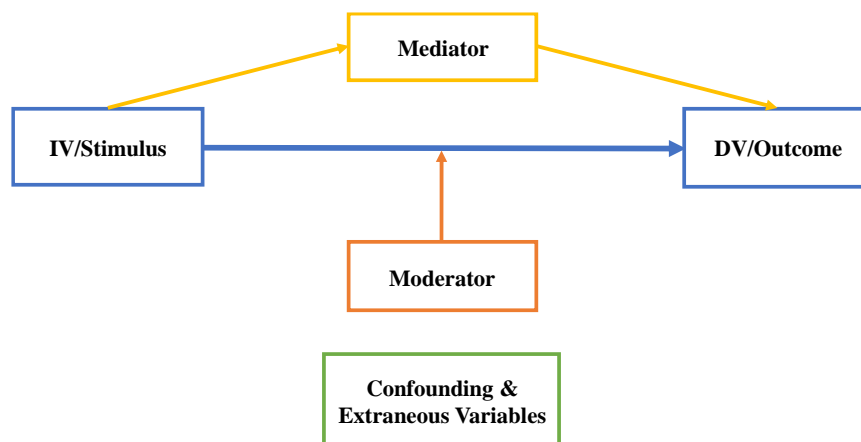 Mediator
IV/Stimulus
DV/Outcome
Moderator
Confounding &
Extraneous Variables